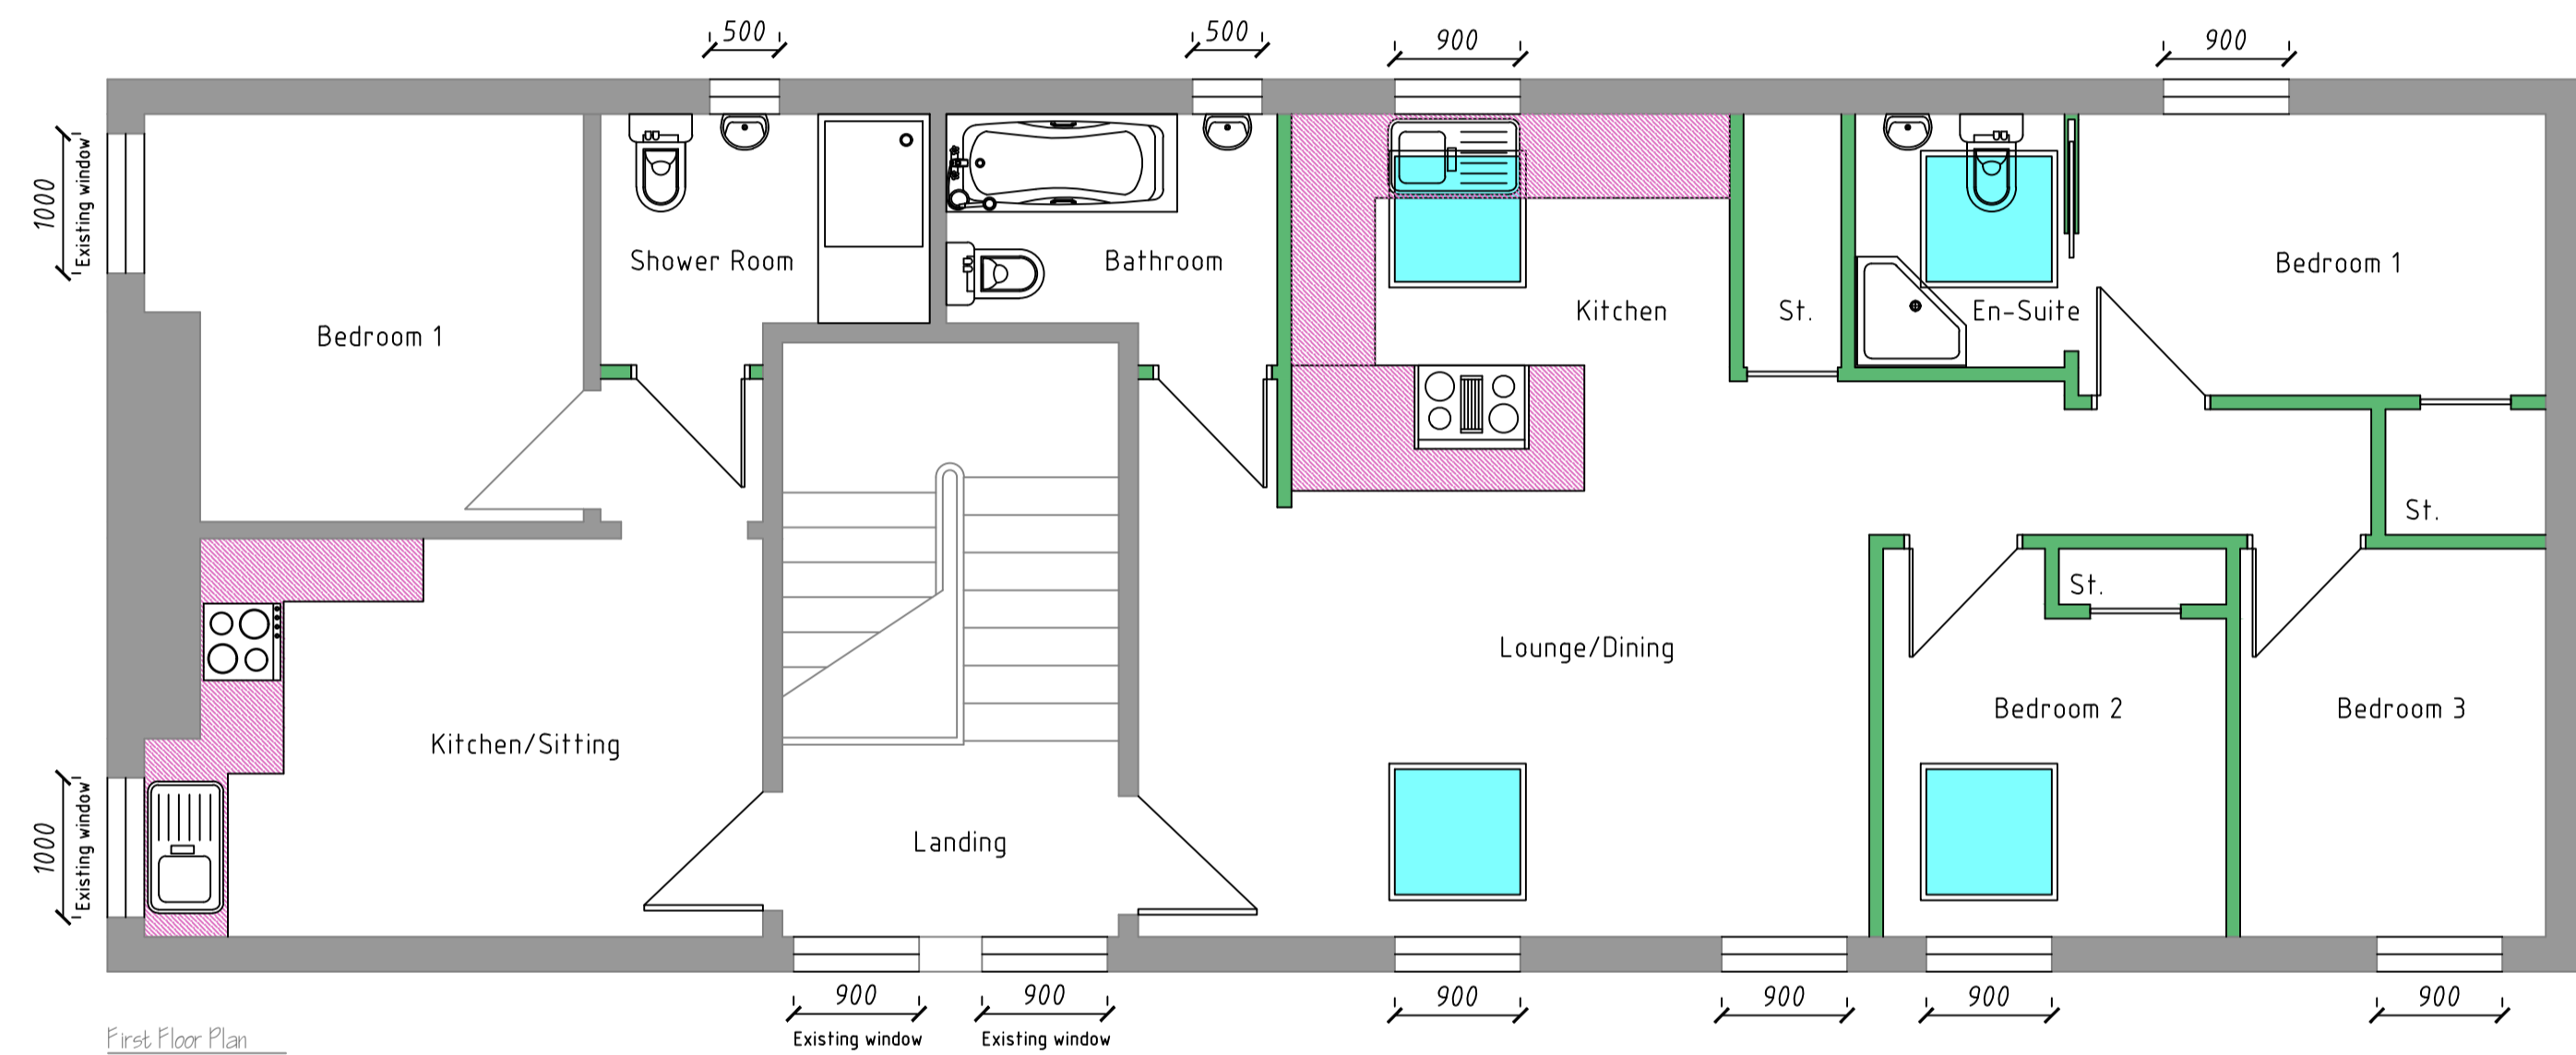 500
500
900
900
1000
Existing window
Shower Room
Bathroom
Bedroom 1
Kitchen
St.
En-Suite
Bedroom 1
St.
St.
Lounge/Dining
Bedroom 2
Bedroom 3
Kitchen/Sitting
1000
Existing window
Landing
900
900
900
900
900
900
Existing window
Existing window
First Floor Plan